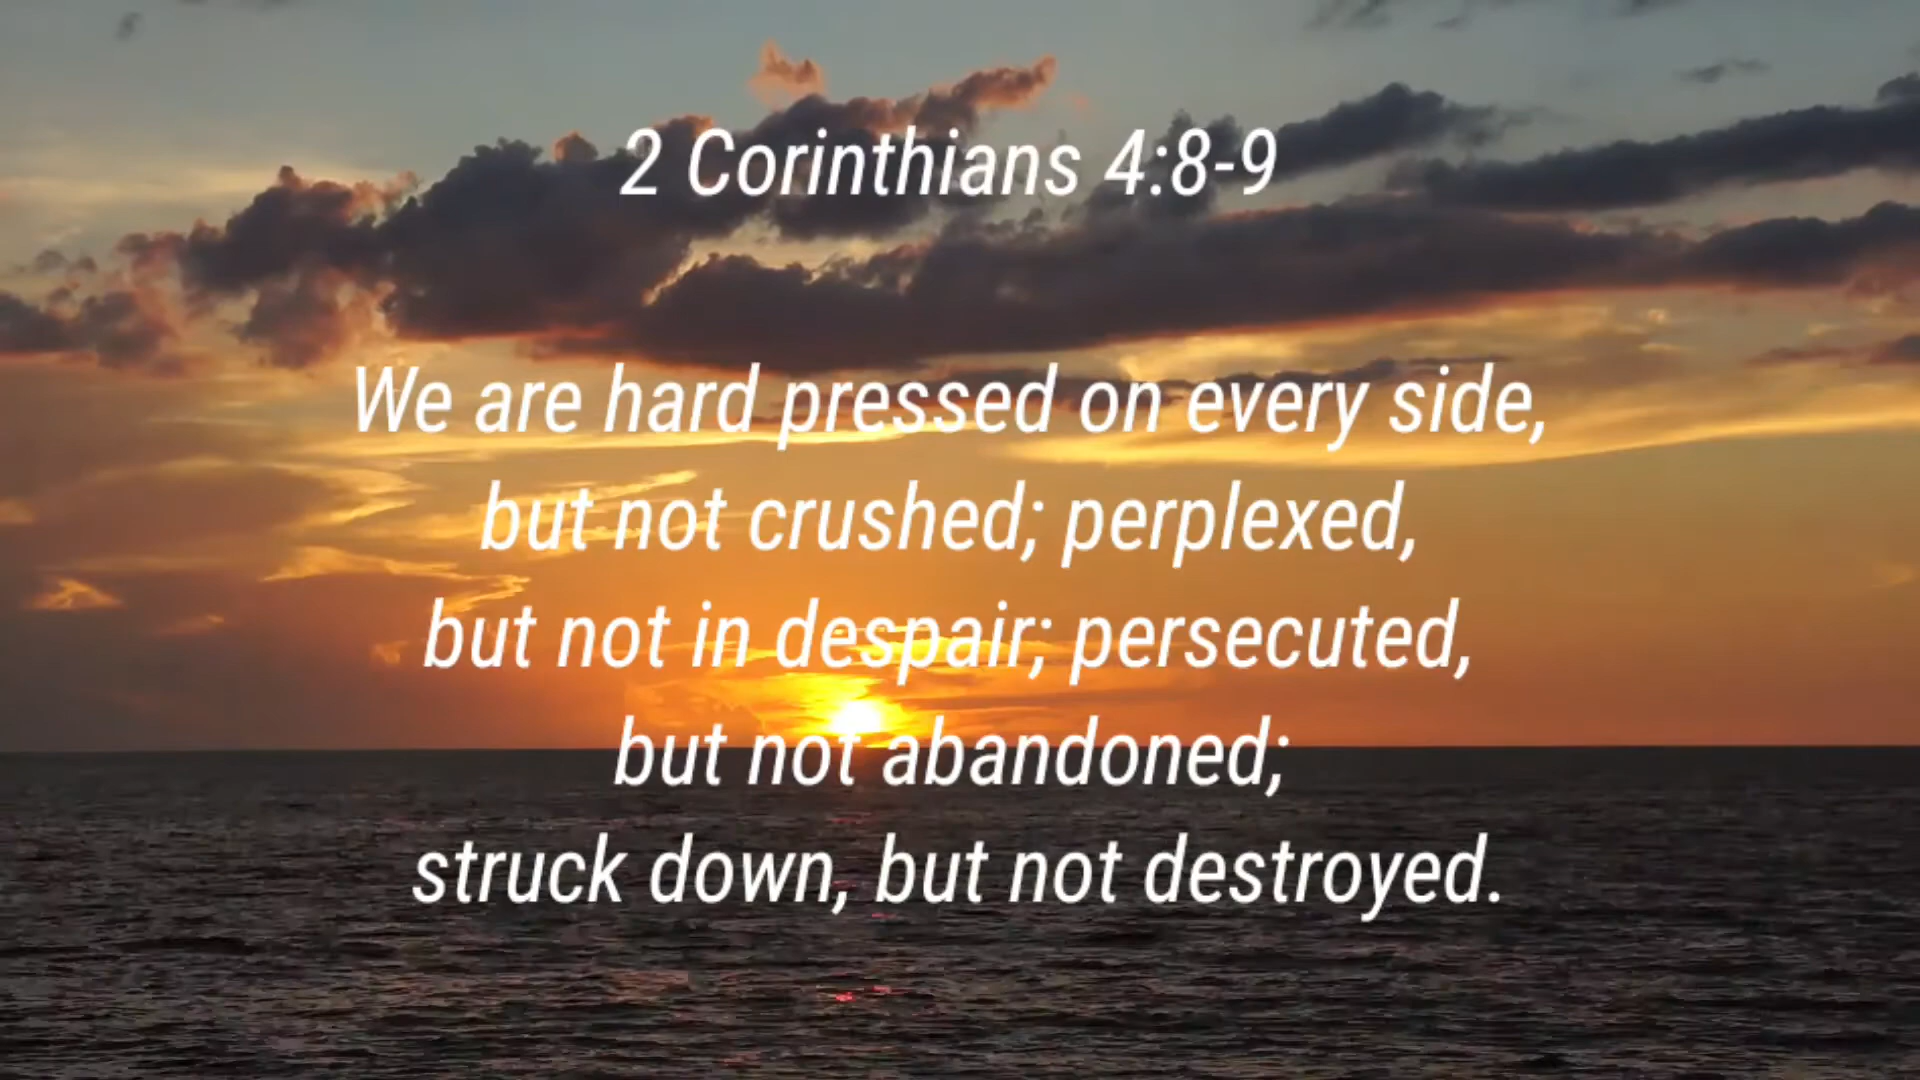 2 Corinthians 4:8-9
We are hard pressed on every side,
but not crushed; perplexed,
but not in despair; persecuted,
but not abandoned;
struck down, but not destroyed.